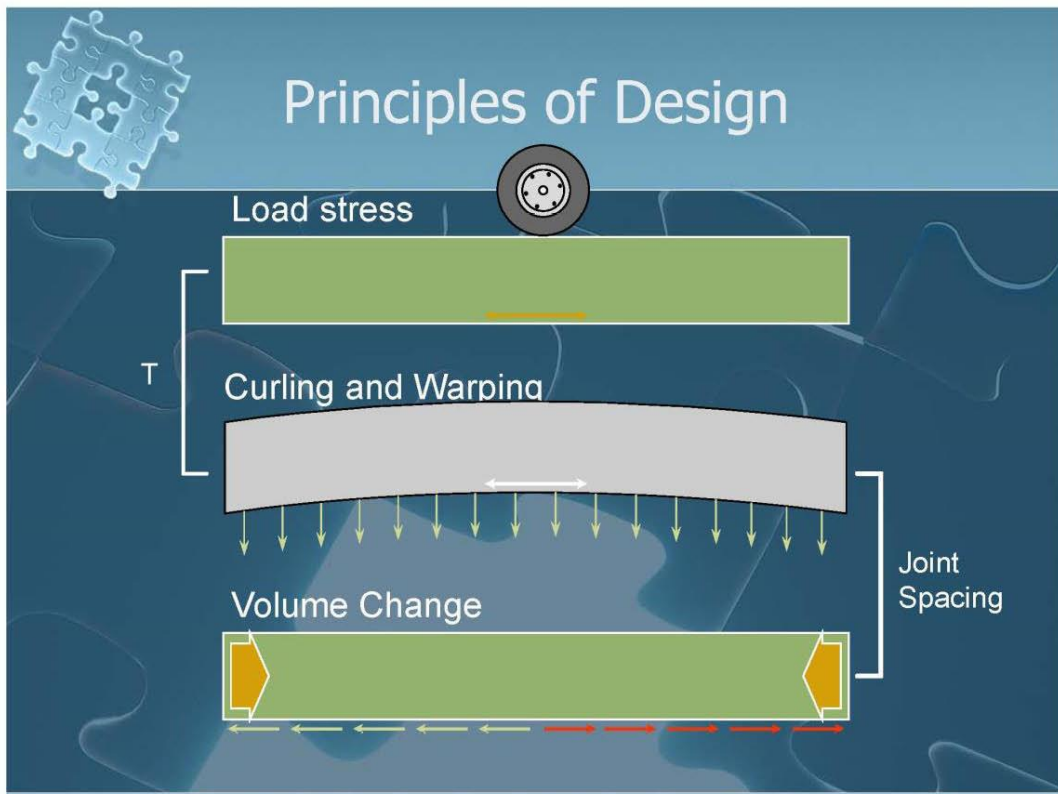 Principles of Design
Load stress
T
Curling and Warping
Joint
Spacing
Volume Change